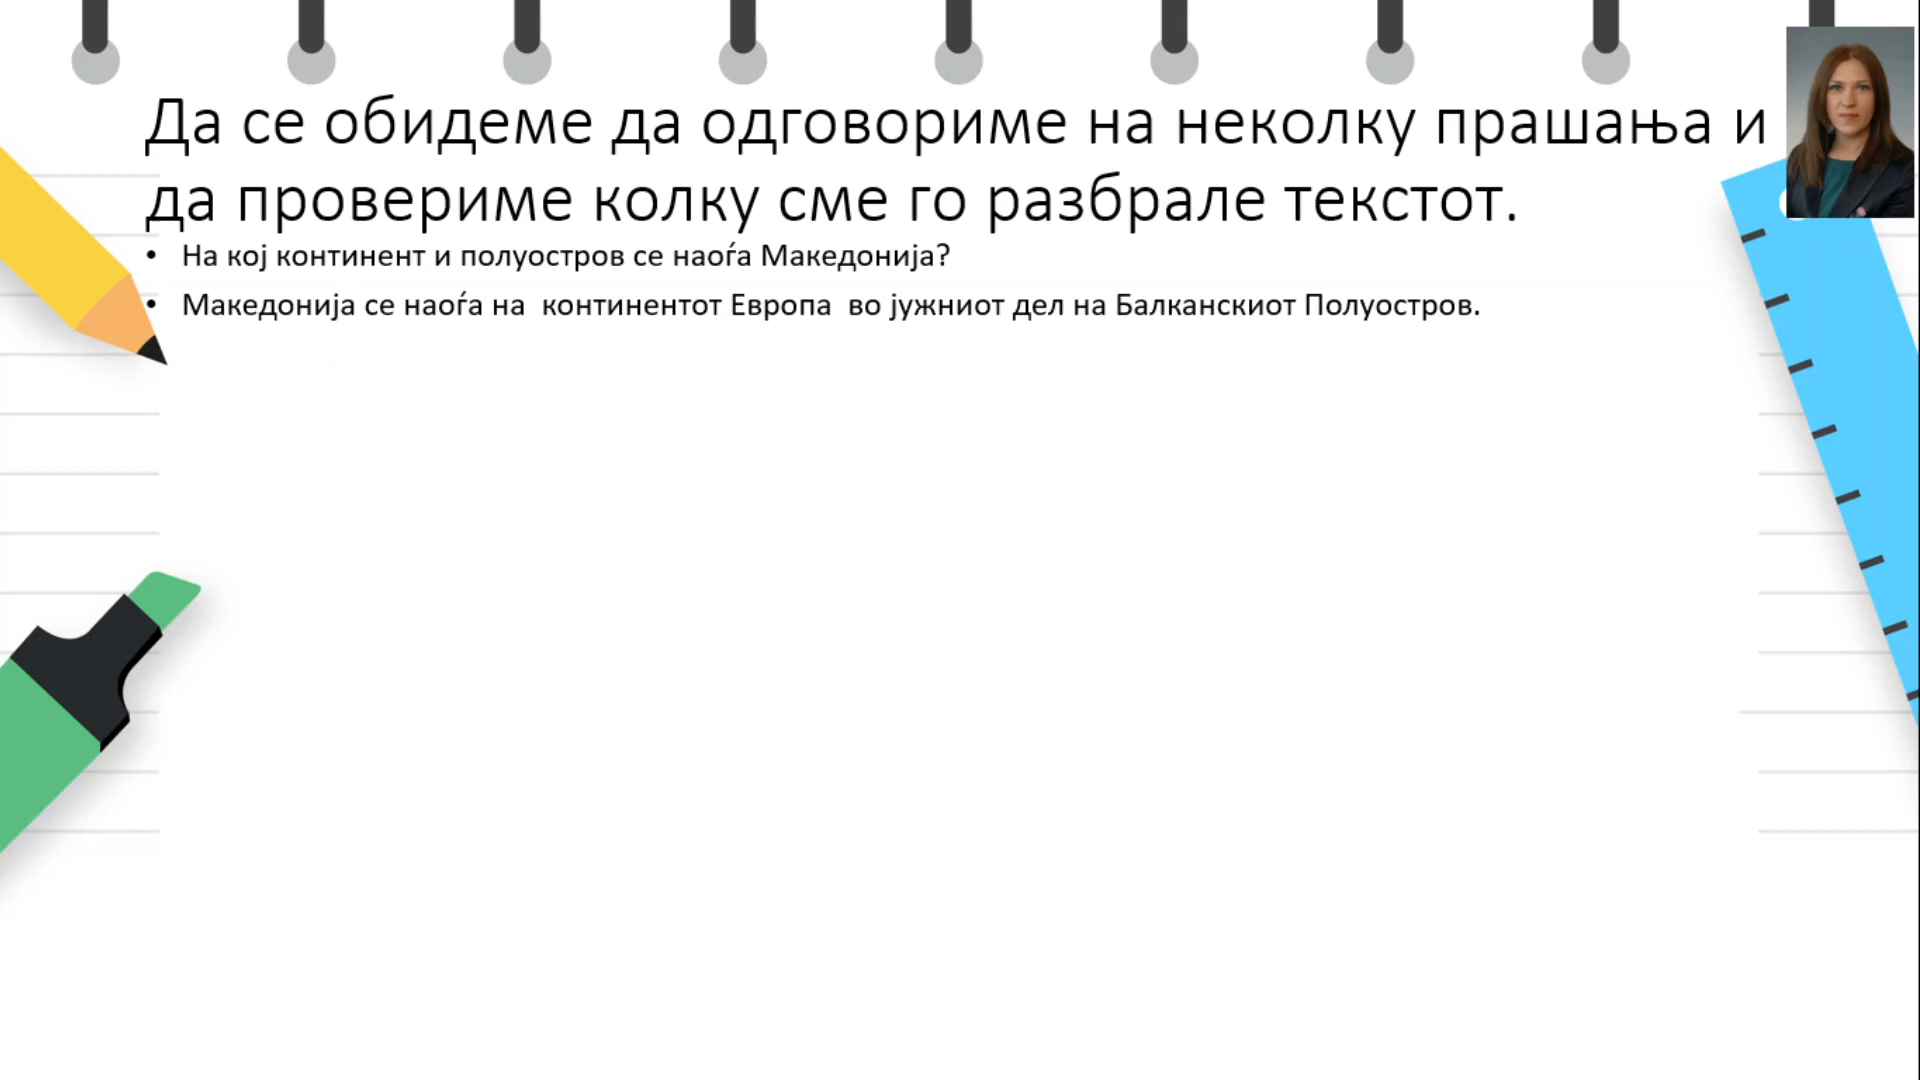 Да се обидеме да одговориме на неколку прашања и
да провериме колку сме го разбрале текстот.
• На кој континент и полуостров се наоѓа Македонија?
• Македонија се наоѓа на  континентот Европа  во јужниот дел на Балканскиот Полуостров.